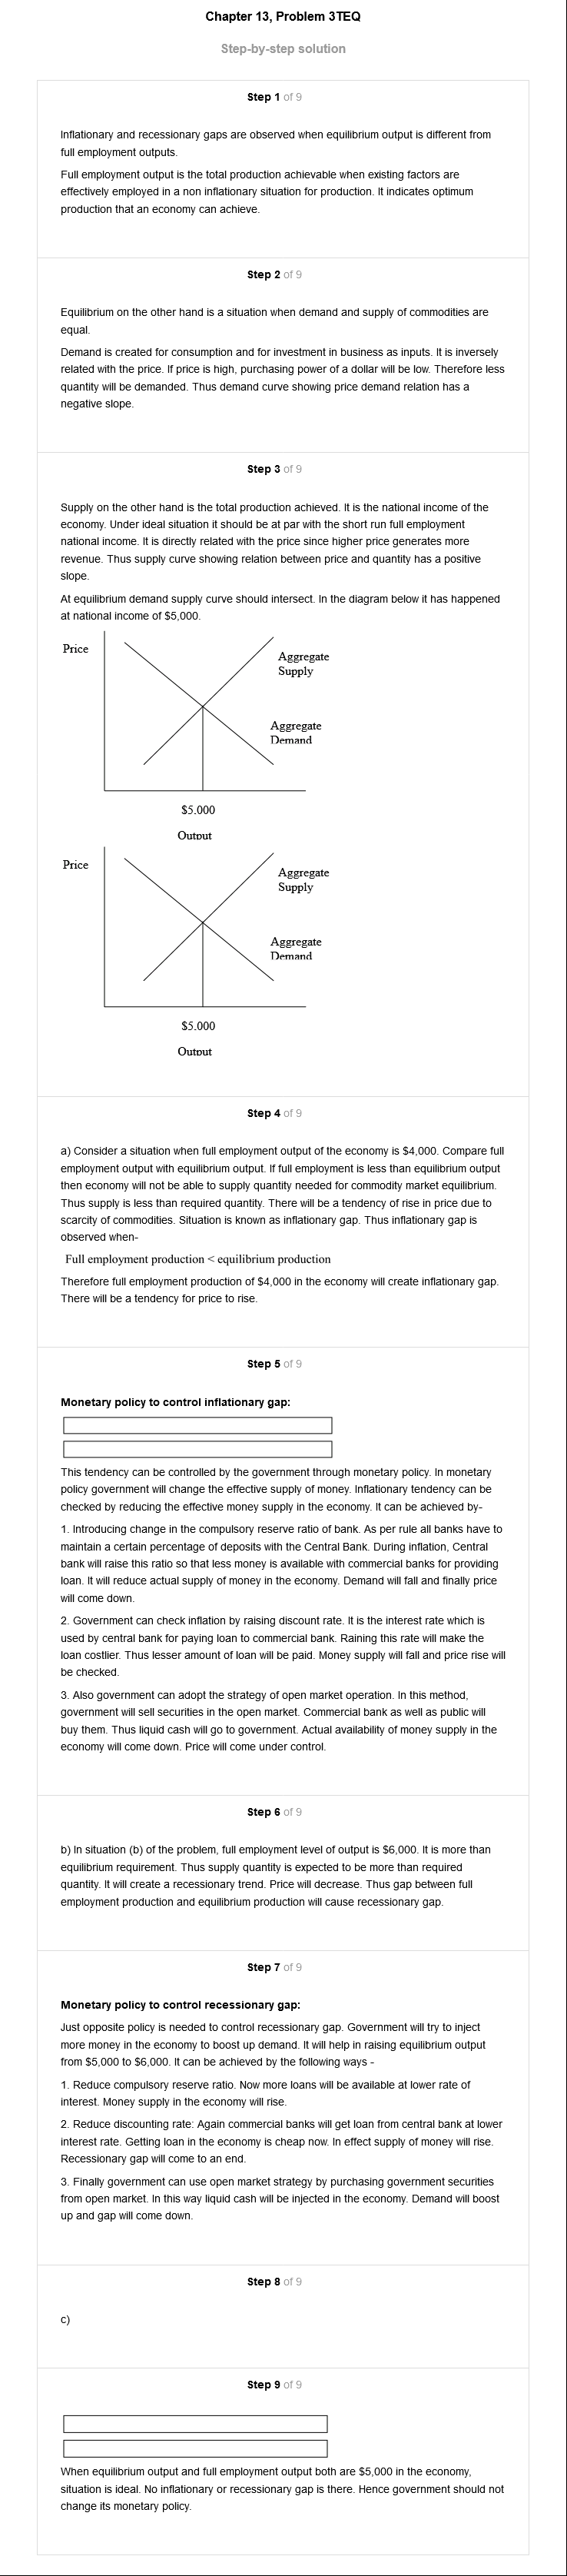 Chapter 13, Problem 3TEQ
Step-by-step solution
Step 1 of 9
Inflationary and recessionary gaps are observed when equilibrium output is different from
full employment outputs.
Full employment output is the total production achievable when existing factors are
effectively employed in a non inflationary situation for production. It indicates optimum
production that an economy can achieve.
Step 2 of 9
Equilibrium on the other hand is a situation when demand and supply of commodities are
equal.
Demand is created for consumption and for investment in business as inputs. It is inversely
related with the price. If price is high, purchasing power of a dollar will be low. Therefore less
quantity will be demanded. Thus demand curve showing price demand relation has a
negative slope.
Step 3 of 9
Supply on the other hand is the total production achieved. It is the national income of the
economy. Under ideal situation it should be at par with the short run full employment
national income. It is directly related with the price since higher price generates more
revenue. Thus supply curve showing relation between price and quantity has a positive
slope.
At equilibrium demand supply curve should intersect. In the diagram below it has happened
at national income of $5,000.
Price
Aggregate
Supply
Aggregate
Demand
$5,000
Output
Price
Aggregate
Supply
Aggregate
Demand
$5,000
Output
Step 4 of 9
a) Consider a situation when full employment output of the economy is $4,000. Compare full
employment output with equilibrium output. If full employment is less than equilibrium output
then economy will not be able to supply quantity needed for commodity market equilibrium.
Thus supply is less than required quantity. There will be a tendency of rise in price due to
scarcity of commodities. Situation is known as inflationary gap. Thus inflationary gap is
observed when-
Full employment production < equilibrium production
Therefore full employment production of $4,000 in the economy will create inflationary gap.
There will be a tendency for price to rise.
Step 5 of 9
Monetary policy to control inflationary gap:
This tendency can be controlled by the government through monetary policy. In monetary
policy government will change the effective supply of money. Inflationary tendency can be
checked by reducing the effective money supply in the economy. It can be achieved by-
1. Introducing change in the compulsory reserve ratio of bank. As per rule all banks have to
maintain a certain percentage of deposits with the Central Bank. During inflation, Central
bank will raise this ratio so that less money is available with commercial banks for providing
loan. It will reduce actual supply of money in the economy. Demand will fall and finally price
will come down.
2. Government can check inflation by raising discount rate. It is the interest rate which is
used by central bank for paying loan to commercial bank. Raining this rate will make the
loan costlier. Thus lesser amount of loan will be paid. Money supply will fall and price rise will
be checked.
3. Also government can adopt the strategy of open market operation. In this method,
government will sell securities in the open market. Commercial bank as well as public will
buy them. Thus liquid cash will go to government. Actual availability of money supply in the
economy will come down. Price will come under control.
Step 6 of 9
b) In situation (b) of the problem, full employment level of output is $6,000. It is more than
equilibrium requirement. Thus supply quantity is expected to be more than required
quantity. It will create a recessionary trend. Price will decrease. Thus gap between full
employment production and equilibrium production will cause recessionary gap.
Step 7 of 9
Monetary policy to control recessionary gap:
Just opposite policy is needed to control recessionary gap. Government will try to inject
more money in the economy to boost up demand. It will help in raising equilibrium output
from $5,000 to $6,000. It can be achieved by the following ways -
1. Reduce compulsory reserve ratio. Now more loans will be available at lower rate of
interest. Money supply in the economy will rise.
2. Reduce discounting rate: Again commercial banks will get loan from central bank at lower
interest rate. Getting loan in the economy is cheap now. In effect supply of money will rise.
Recessionary gap will come to an end.
3. Finally government can use open market strategy by purchasing government securities
from open market. In this way liquid cash will be injected in the economy. Demand will boost
up and gap will come down.
Step 8 of 9
c)
Step 9 of 9
When equilibrium output and full employment output both are $5,000 in the economy,
situation is ideal. No inflationary or recessionary gap is there. Hence government should not
change its monetary policy.